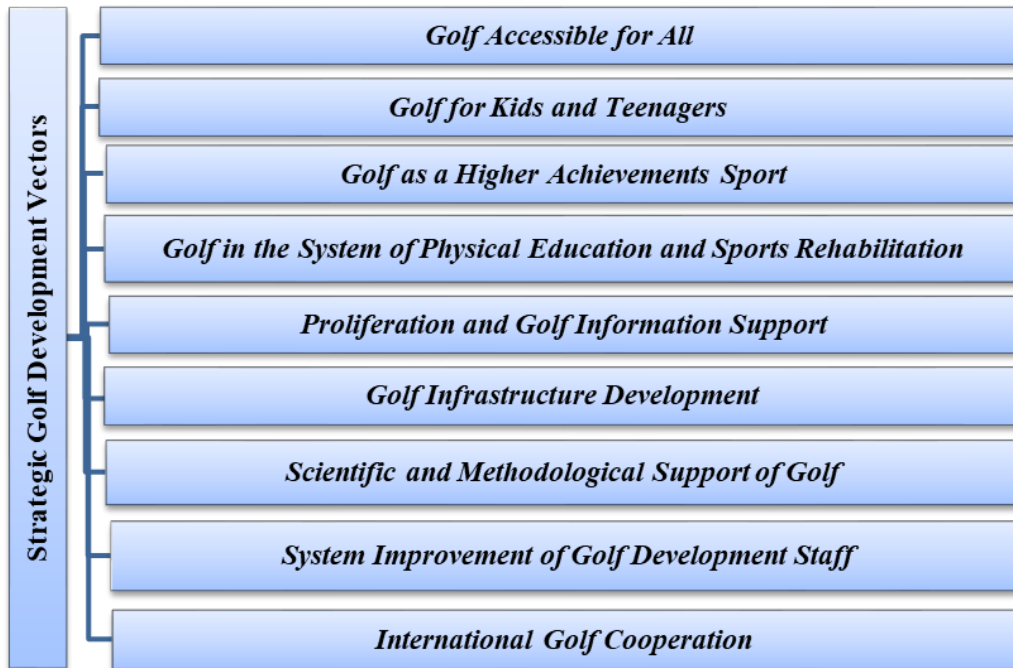 Strategic Golf Development Vectors
Golf Accessible for All
Golf for Kids and Teenagers
Golf as a Higher Achievements Sport
Golf in the System of Physical Education and Sports Rehabilitation
Proliferation and Golf Information Support
Golf Infrastructure Development
Scientific and Methodological Support of Golf
System Improvement of Golf Development Staff
International Golf Cooperation